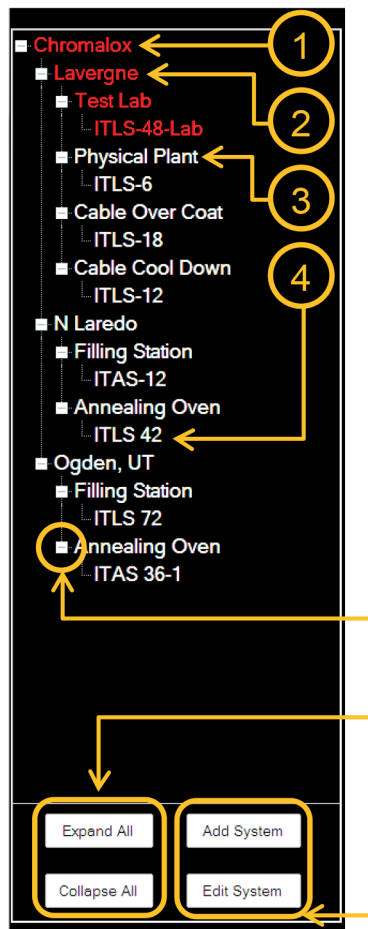 Chromalox
1
Lavergne
2
Test Lab
ITLS-48-Lab
Physical Plant
3
ITLS-6
Cable Over Coat
ITLS-18
Cable Cool Down
4
ITLS-12
N Laredo
Filling Station
ITAS-12
Annealing Oven
ITLS 42
Ogden, UT
Filling Station
ITLS 72
Annealing Oven
ITAS 36-1
Expand All
Add System
Collapse All
Edit System